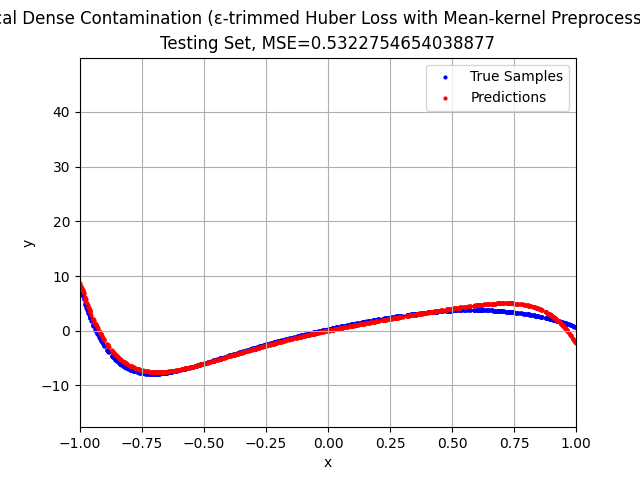 Dense Contamination (ε-trimmed Huber Loss with Mean-kernel
Testing Set, MSE=0.5322754654038877
True Samples
Predictions
y
40
30
20
10
0
−10
−1.00 −0.75 −0.50 −0.25 0.00 0.25 0.50 0.75 1.00
x